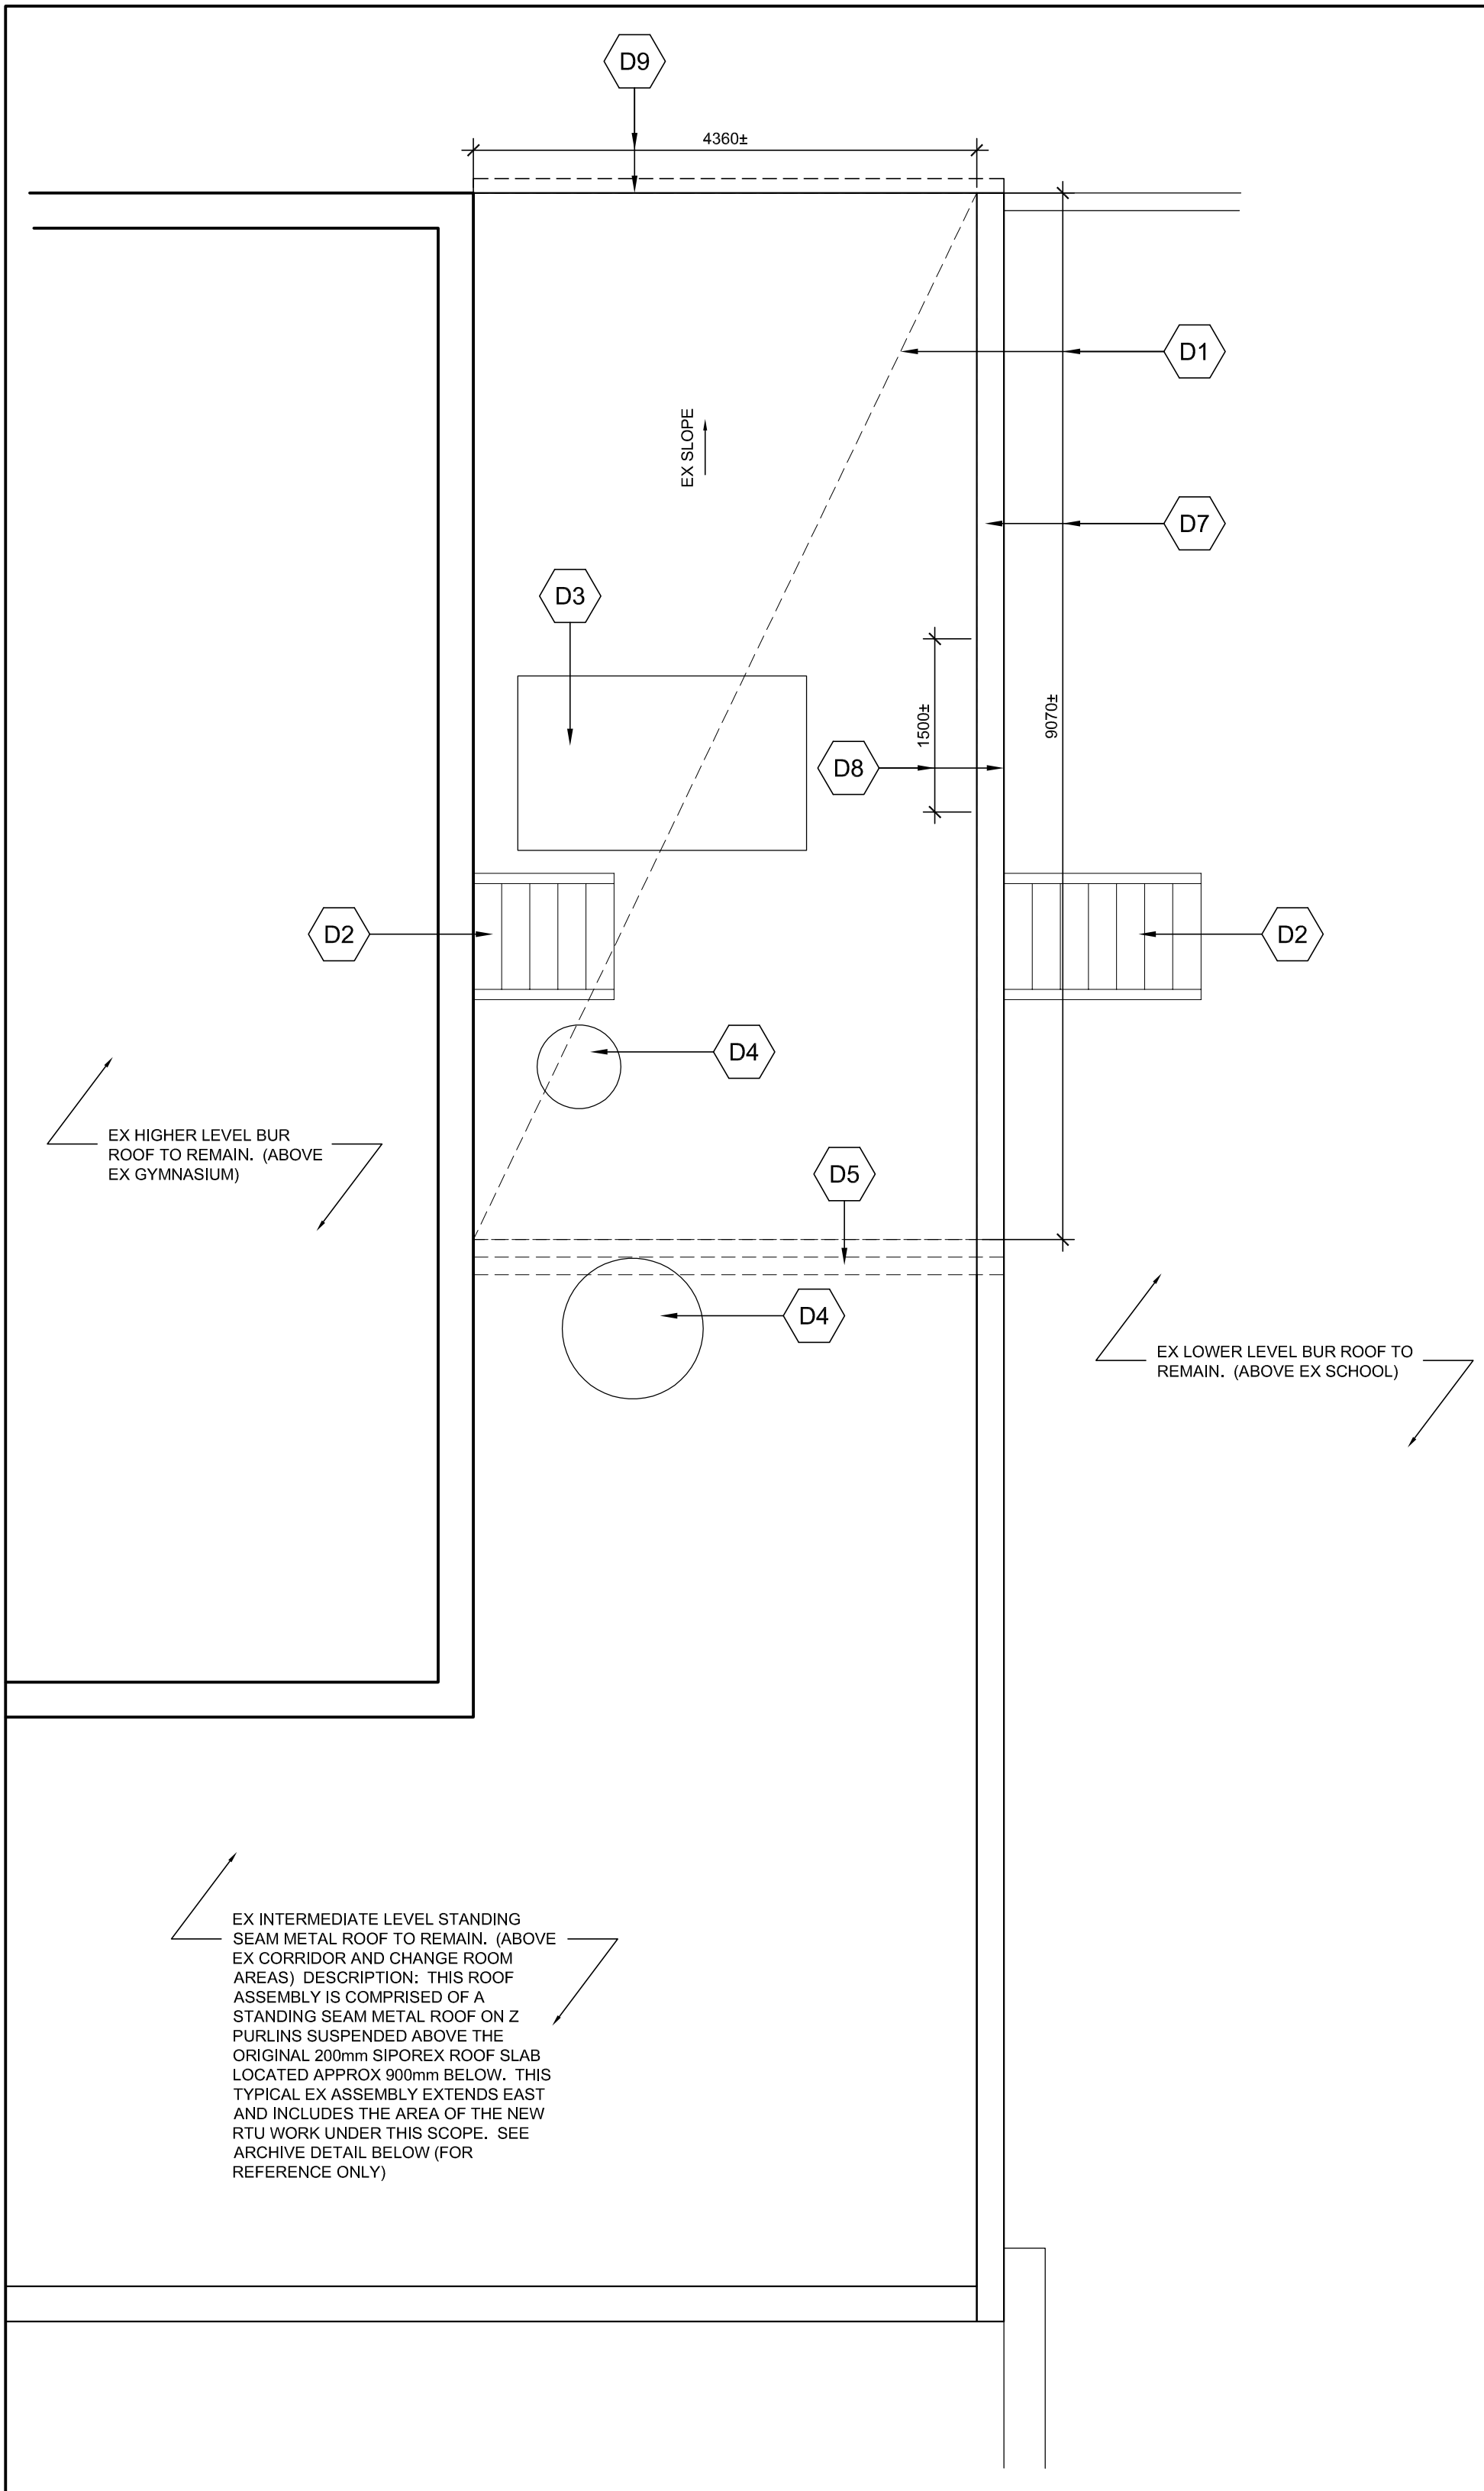 D9
4360±
D1
EX SLOPE
D7
D3
1500±
9070±
D8
D2
D2
D4
EX HIGHER LEVEL BUR
ROOF TO REMAIN. (ABOVE
EX GYMNASIUM)
D5
D4
EX LOWER LEVEL BUR ROOF TO
REMAIN. (ABOVE EX SCHOOL)
EX INTERMEDIATE LEVEL STANDING
SEAM METAL ROOF TO REMAIN. (ABOVE
EX CORRIDOR AND CHANGE ROOM
AREAS) DESCRIPTION: THIS ROOF
ASSEMBLY IS COMPRISED OF A
STANDING SEAM METAL ROOF ON Z
PURLINS SUSPENDED ABOVE THE
ORIGINAL 200mm SIPOREX ROOF SLAB
LOCATED APPROX 900mm BELOW. THIS
TYPICAL EX ASSEMBLY EXTENDS EAST
AND INCLUDES THE AREA OF THE NEW
RTU WORK UNDER THIS SCOPE. SEE
ARCHIVE DETAIL BELOW (FOR
REFERENCE ONLY)